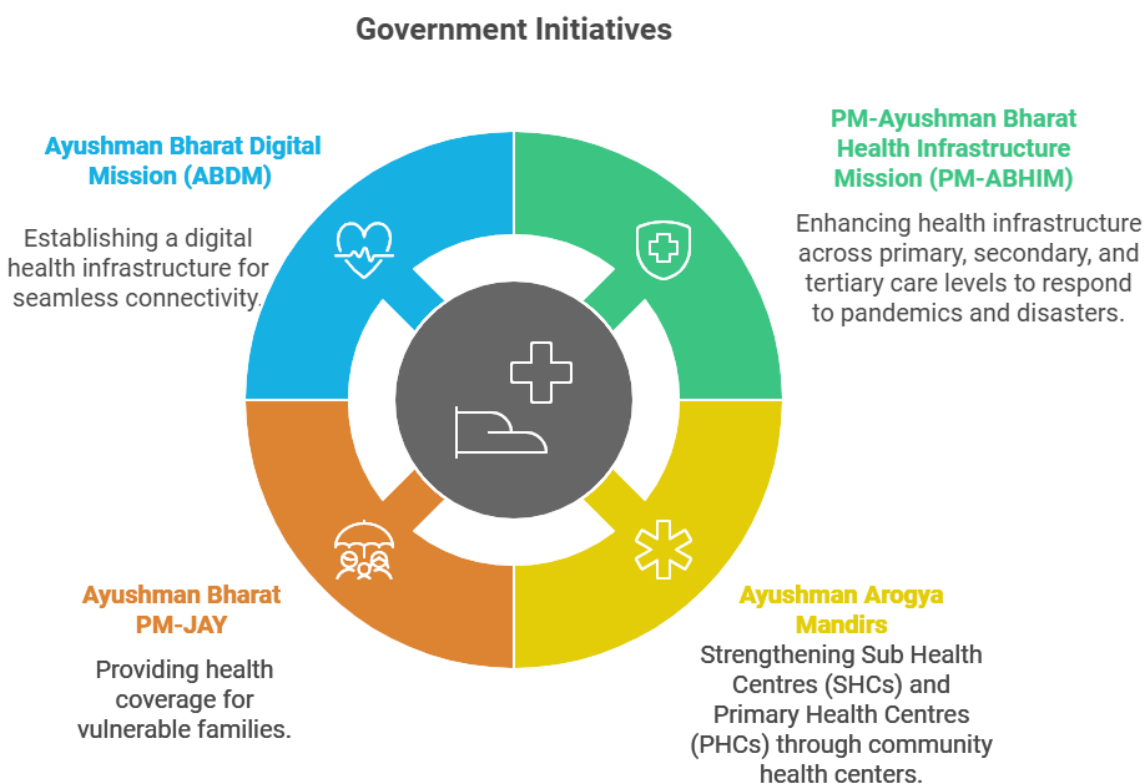 Government Initiatives
Ayushman Bharat Digital
Mission (ABDM)
Establishing a digital
health infrastructure for
seamless connectivity.
PM-Ayushman Bharat
Health Infrastructure
Mission (PM-ABHIM)
Enhancing health infrastructure
across primary, secondary, and
tertiary care levels to respond
to pandemics and disasters.
Ayushman Bharat
PM-JAY
Providing health
coverage for
vulnerable families.
Ayushman Arogya
Mandirs
Strengthening Sub Health
Centres (SHCs) and
Primary Health Centres
(PHCs) through community
health centers.